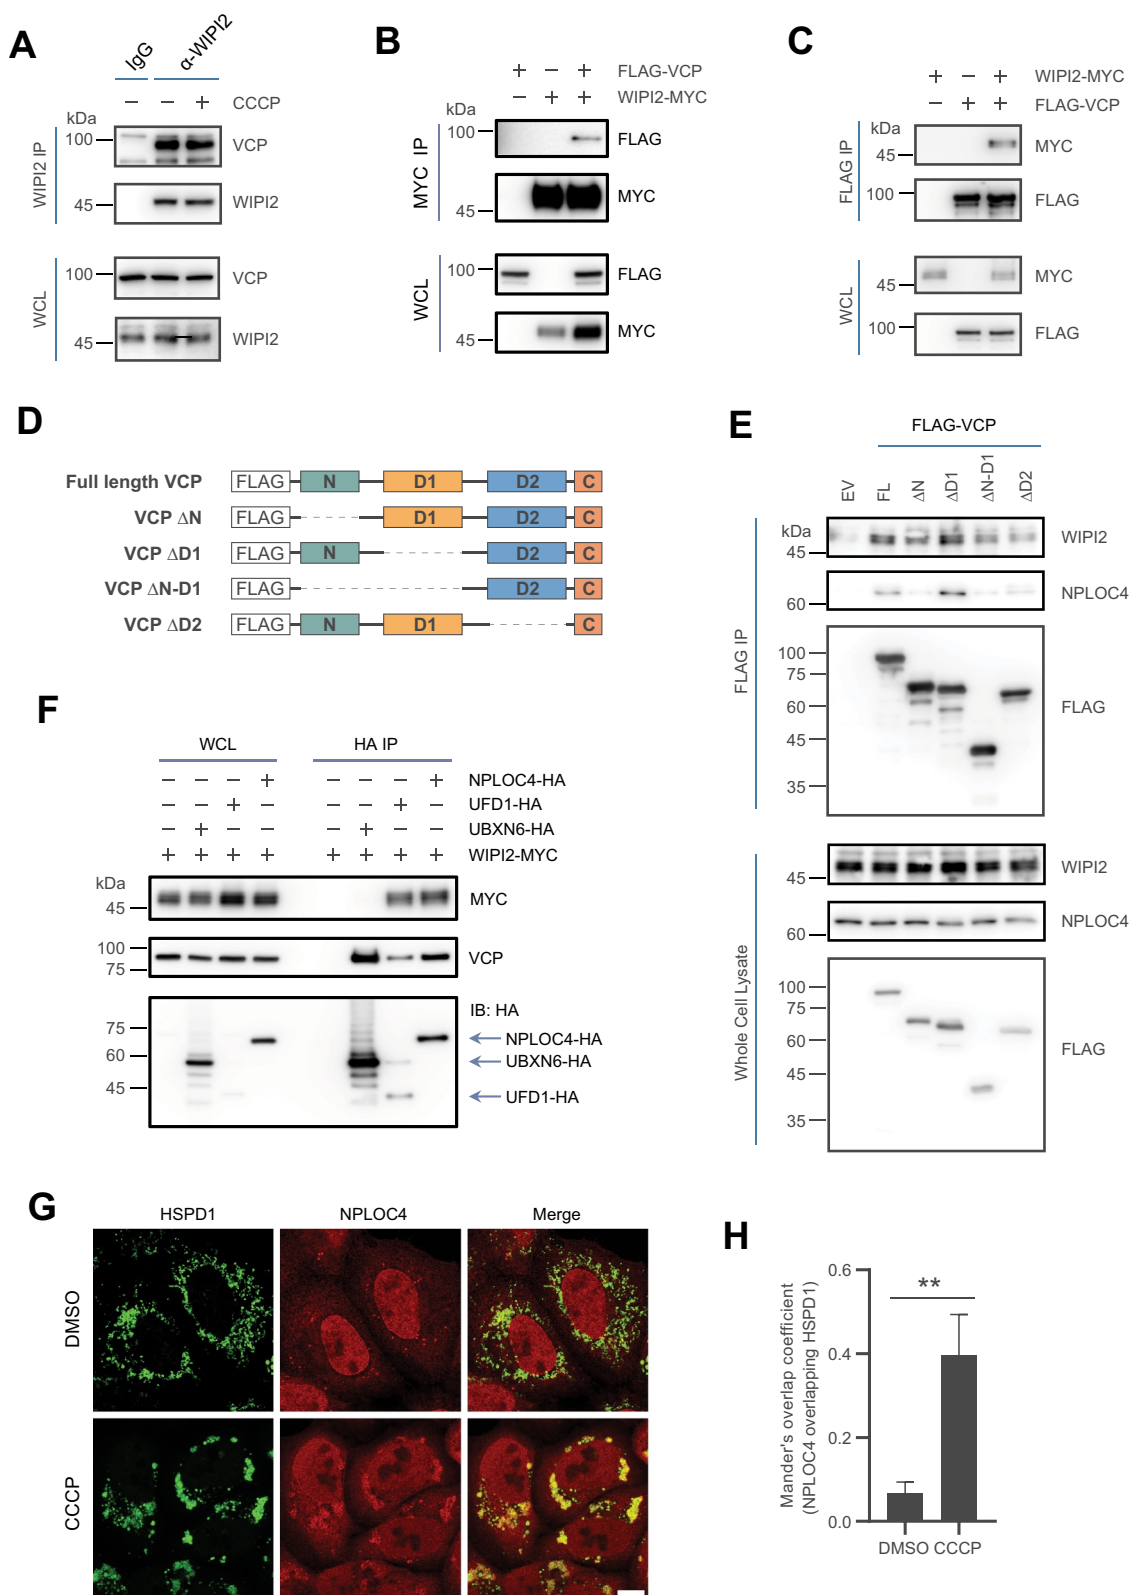 A
IgG
α-WIPI2
− − + CCCP
kDa
WIPI2 IP
100
VCP
45
WIPI2
WCL
100
VCP
45
WIPI2
B
+ − + FLAG-VCP
− + + WIPI2-MYC
kDa
MYC IP
100
FLAG
45
MYC
WCL
100
FLAG
45
MYC
C
+ − + WIPI2-MYC
− + + FLAG-VCP
kDa
FLAG IP
45
MYC
100
FLAG
WCL
45
MYC
100
FLAG
D
Full length VCP FLAG N D1 D2 C
VCP ΔN FLAG D1 D2 C
VCP ΔD1 FLAG N D2 C
VCP ΔN-D1 FLAG D2 C
VCP ΔD2 FLAG N D1 C
E
FLAG-VCP
EV FL ΔN ΔD1 ΔN-D1 ΔD2
kDa
FLAG IP
45
WIPI2
60
NPLOC4
100
75
60
FLAG
45
35
Whole Cell Lysate
45
WIPI2
60
NPLOC4
100
75
60
FLAG
45
35
F
WCL HA IP
− − − + − − − + NPLOC4-HA
− − + − − − + − UFD1-HA
− + − − − + − − UBXN6-HA
+ + + + + + + + WIPI2-MYC
kDa
45
MYC
100
VCP
75
IB: HA
75
NPLOC4-HA
60
UBXN6-HA
45
UFD1-HA
G
HSPD1 NPLOC4 Merge
DMSO
CCCP
H
Mander's overlap coefficient
(NPLOC4 overlapping HSPD1)
0.6
**
0.4
0.2
0.0
DMSO CCCP